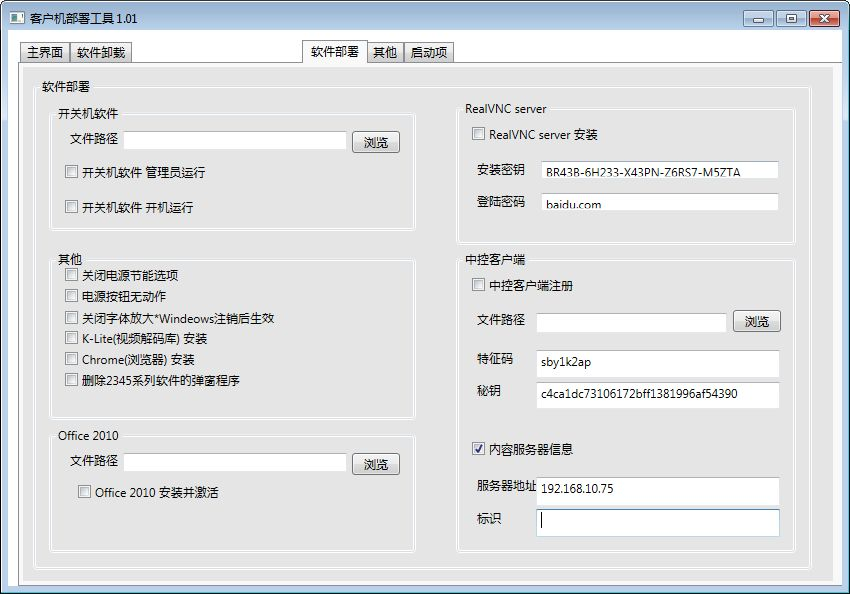 客户机部署工具 1.01
主界面 软件卸载 软件部署 其他 启动项
软件部署
开关机软件
文件路径 浏览
开关机软件 管理员运行
开关机软件 开机运行
其他
关闭电源节能选项
电源按钮无动作
关闭字体放大*Windeows注销后生效
K-Lite(视频解码库) 安装
Chrome(浏览器) 安装
删除2345系列软件的弹窗程序
Office 2010
文件路径 浏览
Office 2010 安装并激活
RealVNC server
RealVNC server 安装
安装密钥 BR43B-6H233-X43PN-Z6RS7-M5ZTA
登陆密码 baidu.com
中控客户端
中控客户端注册
文件路径 浏览
特征码 sby1k2ap
秘钥 c4ca1dc73106172bff1381996af54390
内容服务器信息
服务器地址 192.168.10.75
标识